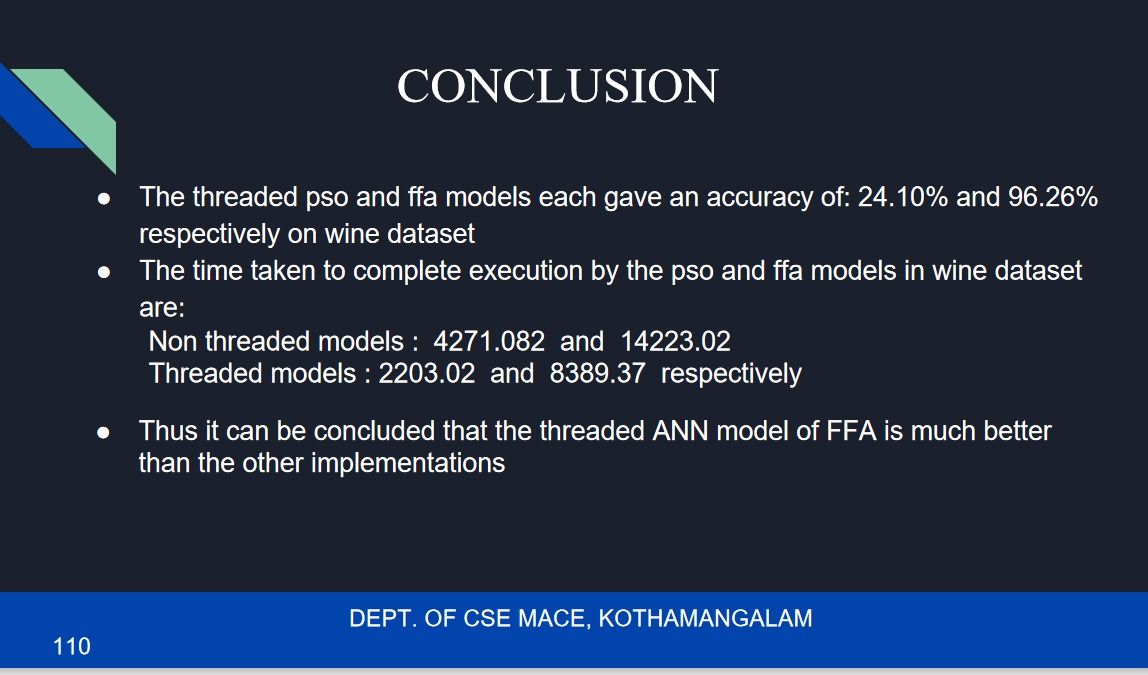 CONCLUSION
● The threaded pso and ffa models each gave an accuracy of: 24.10% and 96.26%
respectively on wine dataset
● The time taken to complete execution by the pso and ffa models in wine dataset
are:
Non threaded models : 4271.082 and 14223.02
Threaded models : 2203.02 and 8389.37 respectively
● Thus it can be concluded that the threaded ANN model of FFA is much better
than the other implementations
DEPT. OF CSE MACE, KOTHAMANGALAM
110